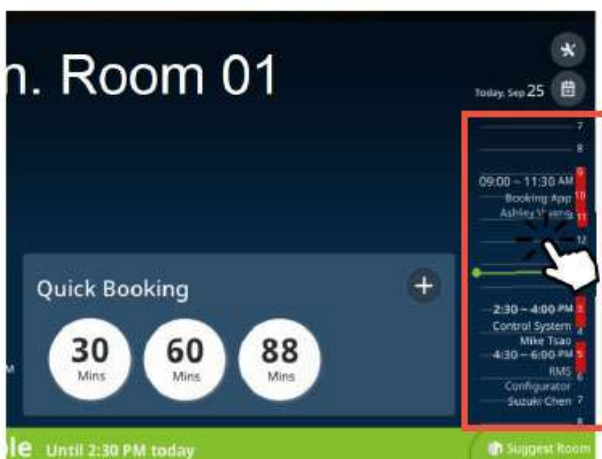 n. Room 01
Today, Sep 25
7
8
9
09:00 ~ 11:30 AM
10
Booking App
Ashley
11
12
Quick Booking
+
30
Mins
60
Mins
88
Mins
2:30 ~ 4:00 PM
3
Control System
4
Mike Tsao
4:30 ~ 6:00 PM
5
RMS
6
Configurator
Suzuki Chen
7
8
M
le Until 2:30 PM today
Suggest Room